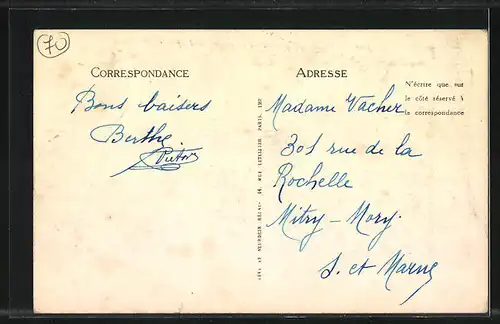 70
CORRESPONDANCE
Bons baisers
Berthe
ADRESSE
N'écrire que sur
le côté réservé à
la correspondance
Madame Vacher
301 rue de la
Rochelle
Mitry - Mory.
S. et Marne